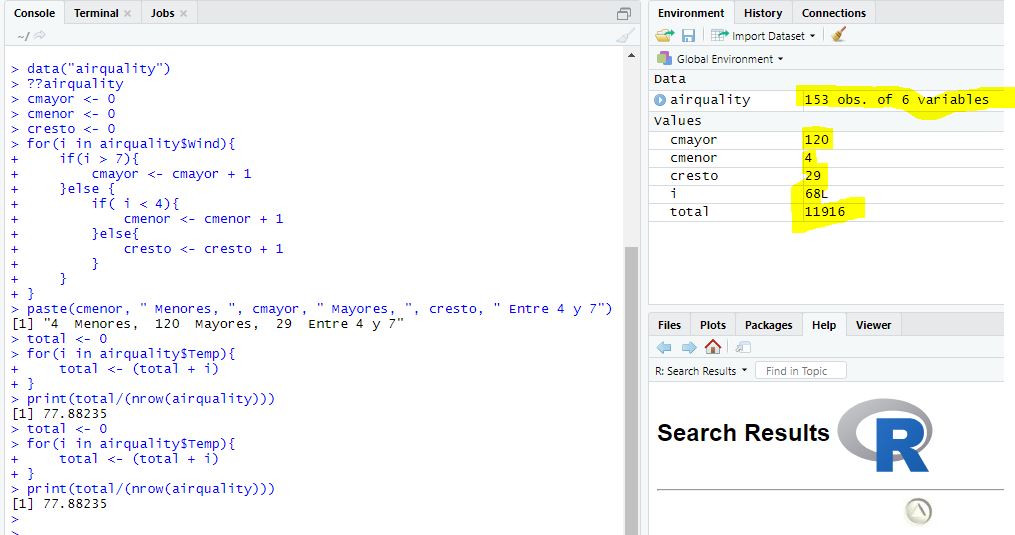 Console Terminal Jobs
~/
> data("airquality")
> ??airquality
> cmayor <- 0
> cmenor <- 0
> cresto <- 0
> for(i in airquality$Wind){
+     if(i > 7){
+         cmayor <- cmayor + 1
+     }else {
+         if( i < 4){
+             cmenor <- cmenor + 1
+         }else{
+             cresto <- cresto + 1
+         }
+     }
+ }
> paste(cmenor, " Menores, ", cmayor, " Mayores, ", cresto, " Entre 4 y 7")
[1] "4  Menores,  120  Mayores,  29  Entre 4 y 7"
> total <- 0
> for(i in airquality$Temp){
+     total <- (total + i)
+ }
> print(total/(nrow(airquality)))
[1] 77.88235
> total <- 0
> for(i in airquality$Temp){
+     total <- (total + i)
+ }
> print(total/(nrow(airquality)))
[1] 77.88235
>
>
Environment History Connections
Import Dataset
Global Environment
Data
airquality 153 obs. of 6 variables
Values
cmayor 120
cmenor 4
cresto 29
i 68L
total 11916
Files Plots Packages Help Viewer
R: Search Results Find in Topic
Search Results R